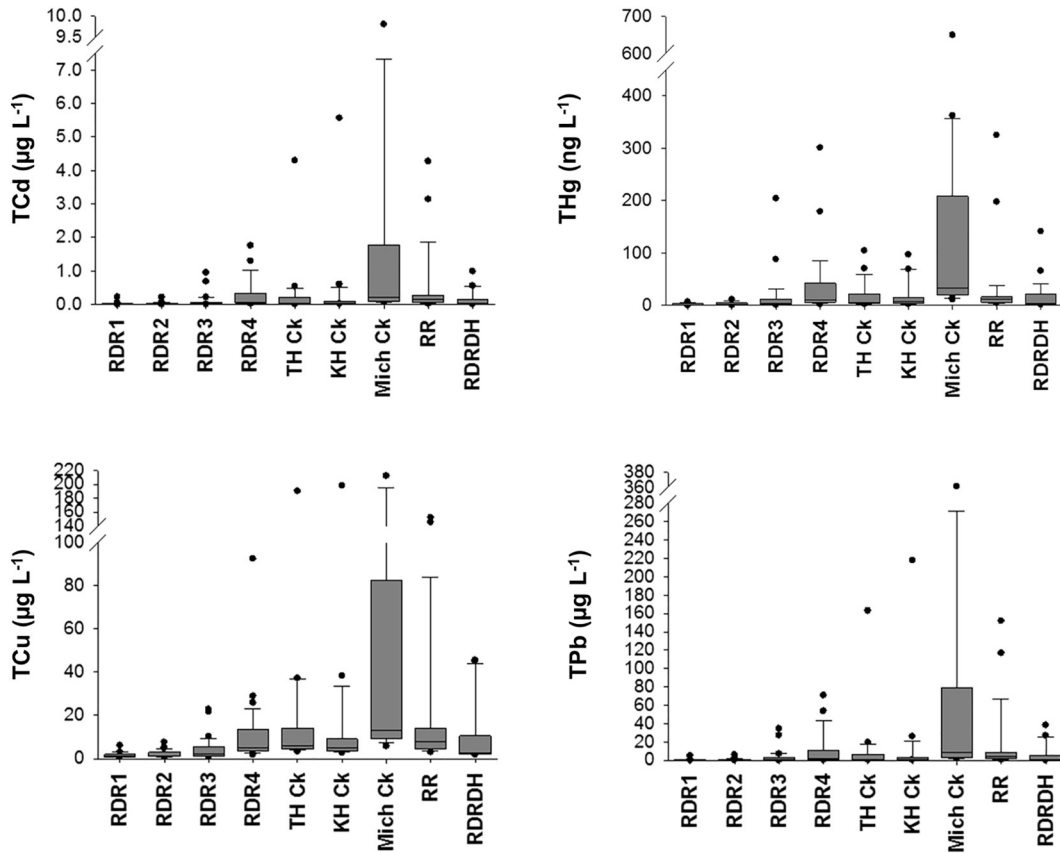 TCd (µg L⁻¹)
10.0
9.5
7.0
6.0
5.0
4.0
3.0
2.0
1.0
0.0
RDR1
RDR2
RDR3
RDR4
TH Ck
KH Ck
Mich Ck
RR
RDRDH
THg (ng L⁻¹)
700
600
400
300
200
100
0
RDR1
RDR2
RDR3
RDR4
TH Ck
KH Ck
Mich Ck
RR
RDRDH
TCu (µg L⁻¹)
220
200
180
160
140
100
80
60
40
20
0
RDR1
RDR2
RDR3
RDR4
TH Ck
KH Ck
Mich Ck
RR
RDRDH
TPb (µg L⁻¹)
380
360
280
260
240
220
200
180
160
140
120
100
80
60
40
20
0
RDR1
RDR2
RDR3
RDR4
TH Ck
KH Ck
Mich Ck
RR
RDRDH